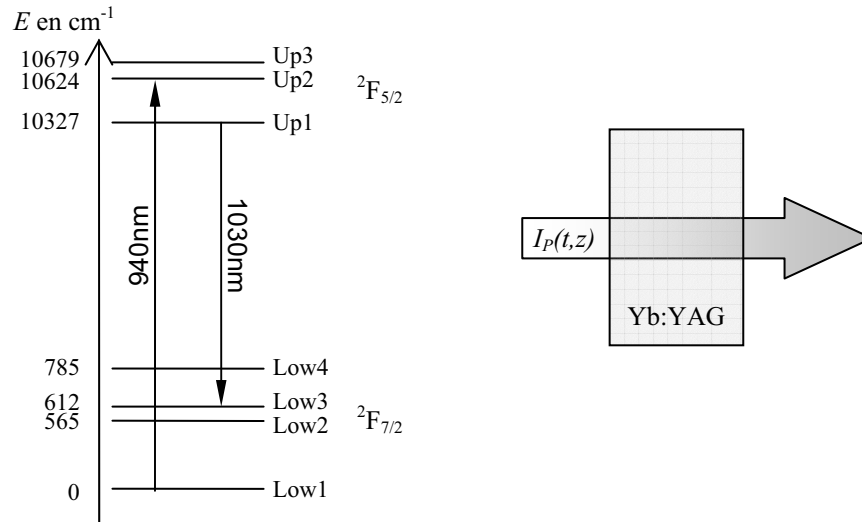 E en cm-1
10679
Up3
10624
Up2
2F5/2
10327
Up1
940nm
1030nm
IP(t,z)
Yb:YAG
785
Low4
612
Low3
2F7/2
565
Low2
0
Low1